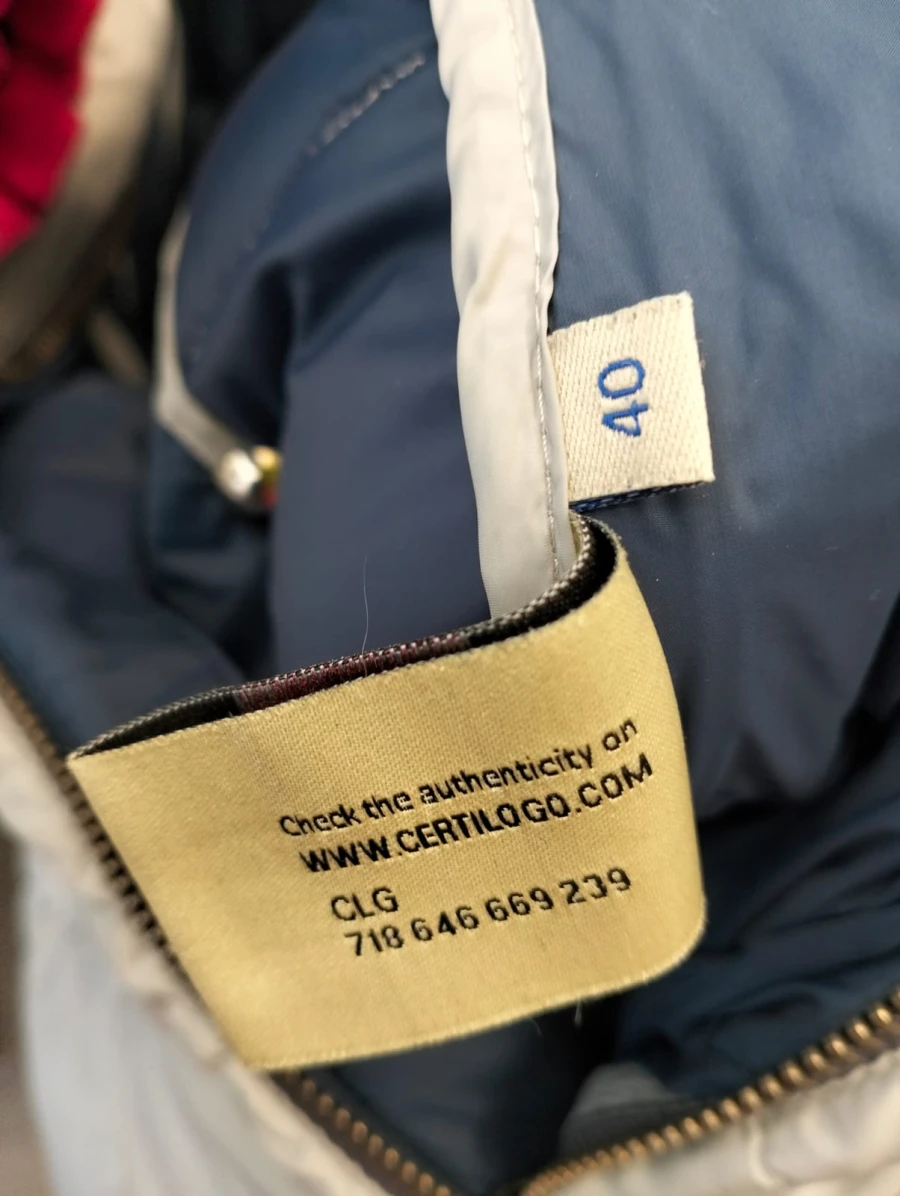 40
Check the authenticity on
WWW.CERTILOGO.COM
CLG
718 646 669 239